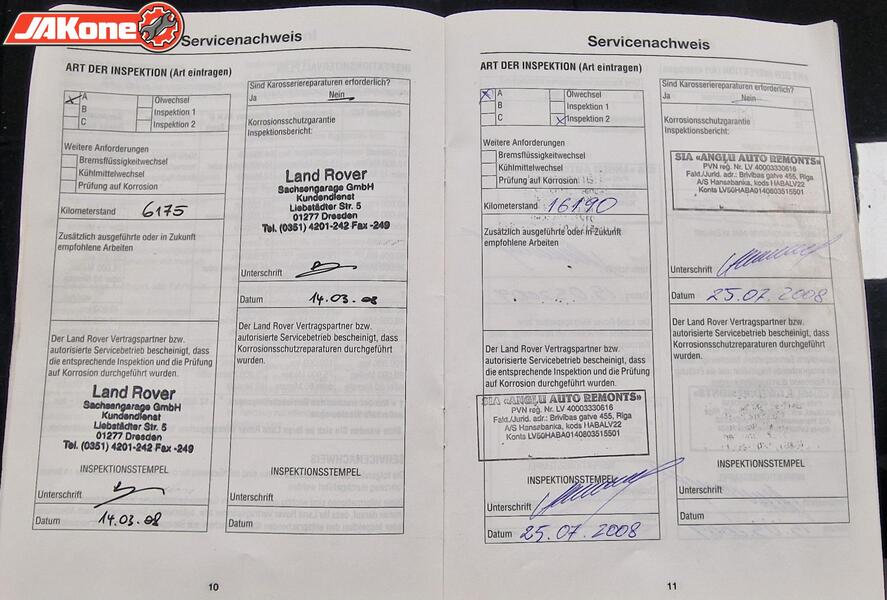 JAKone
Servicenachweis
ART DER INSPEKTION (Art eintragen)
x A
B
C
Ölwechsel
Inspektion 1
Inspektion 2
Weitere Anforderungen
Bremsflüssigkeitwechsel
Kühlmittelwechsel
Prüfung auf Korrosion
Kilometerstand 6175
Zusätzlich ausgeführte oder in Zukunft
empfohlene Arbeiten
Der Land Rover Vertragspartner bzw.
autorisierte Servicebetrieb bescheinigt, dass
die entsprechende Inspektion und die Prüfung
auf Korrosion durchgeführt wurden.
Land Rover
Sachsengarage GmbH
Kundendienst
Liebstädter Str. 5
01277 Dresden
Tel. (0351) 4201-242 Fax -249
INSPEKTIONSSTEMPEL
Unterschrift
Datum 14.03.08
Sind Karosseriereparaturen erforderlich?
Ja Nein
Korrosionsschutzgarantie
Inspektionsbericht:
Land Rover
Sachsengarage GmbH
Kundendienst
Liebstädter Str. 5
01277 Dresden
Tel. (0351) 4201-242 Fax -249
Unterschrift
Datum 14.03.08
Der Land Rover Vertragspartner bzw.
autorisierte Servicebetrieb bescheinigt, dass
Korrosionsschutzreparaturen durchgeführt
wurden.
INSPEKTIONSSTEMPEL
Unterschrift
Datum
10
Servicenachweis
ART DER INSPEKTION (Art eintragen)
x A
B
C
Ölwechsel
Inspektion 1
x Inspektion 2
Weitere Anforderungen
Bremsflüssigkeitwechsel
Kühlmittelwechsel
Prüfung auf Korrosion
Kilometerstand 16190
Zusätzlich ausgeführte oder in Zukunft
empfohlene Arbeiten
Der Land Rover Vertragspartner bzw.
autorisierte Servicebetrieb bescheinigt, dass
die entsprechende Inspektion und die Prüfung
auf Korrosion durchgeführt wurden.
SIA «ANGĻU AUTO REMONTS»
PVN reģ. Nr. LV 40003330616
Fakt./Jurid. adr.: Brīvības gatve 455, Rīga
A/S Hansabanka, kods HABALV22
Konts LV50HABA0140803515501
INSPEKTIONSSTEMPEL
Unterschrift
Datum 25.07.2008
Sind Karosseriereparaturen erforderlich?
Ja Nein
Korrosionsschutzgarantie
Inspektionsbericht:
SIA «ANGĻU AUTO REMONTS»
PVN reģ. Nr. LV 40003330616
Fakt./Jurid. adr.: Brīvības gatve 455, Rīga
A/S Hansabanka, kods HABALV22
Konts LV50HABA0140803515501
Unterschrift
Datum 25.07.2008
Der Land Rover Vertragspartner bzw.
autorisierte Servicebetrieb bescheinigt, dass
Korrosionsschutzreparaturen durchgeführt
wurden.
INSPEKTIONSSTEMPEL
Unterschrift
Datum
11